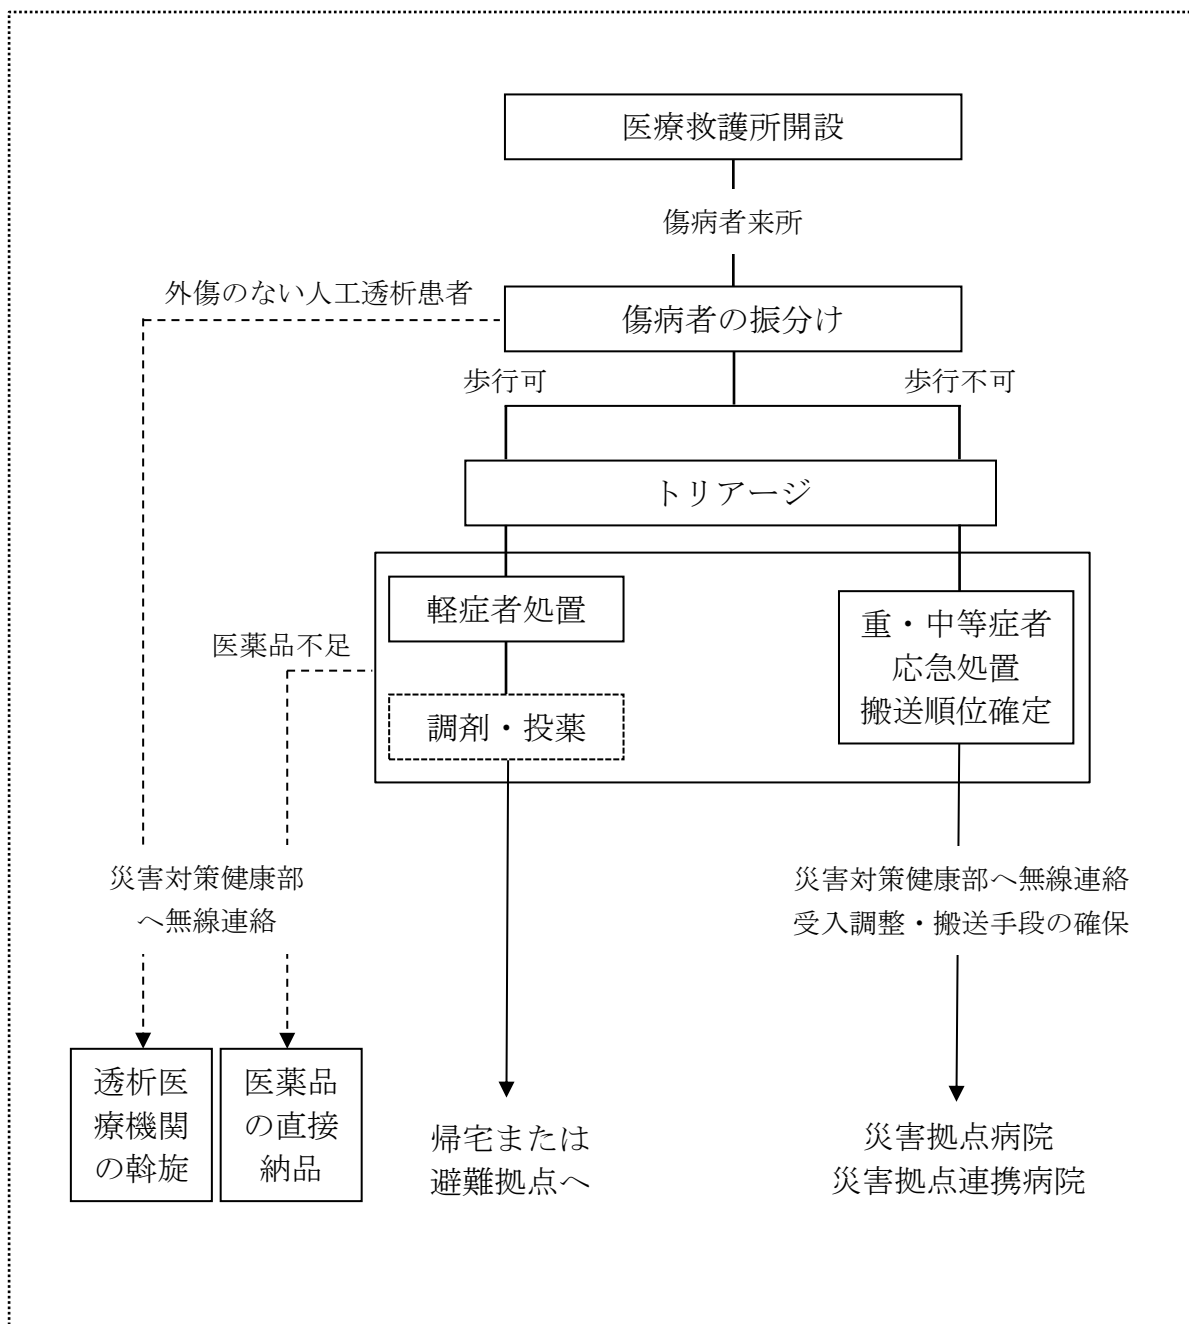 医療救護所開設
傷病者来所
外傷のない人工透析患者
傷病者の振分け
歩行可
歩行不可
トリアージ
軽症者処置
重・中等症者
応急処置
搬送順位確定
医薬品不足
調剤・投薬
災害対策健康部
へ無線連絡
災害対策健康部へ無線連絡
受入調整・搬送手段の確保
透析医
療機関
の斡旋
医薬品
の直接
納品
帰宅または
避難拠点へ
災害拠点病院
災害拠点連携病院